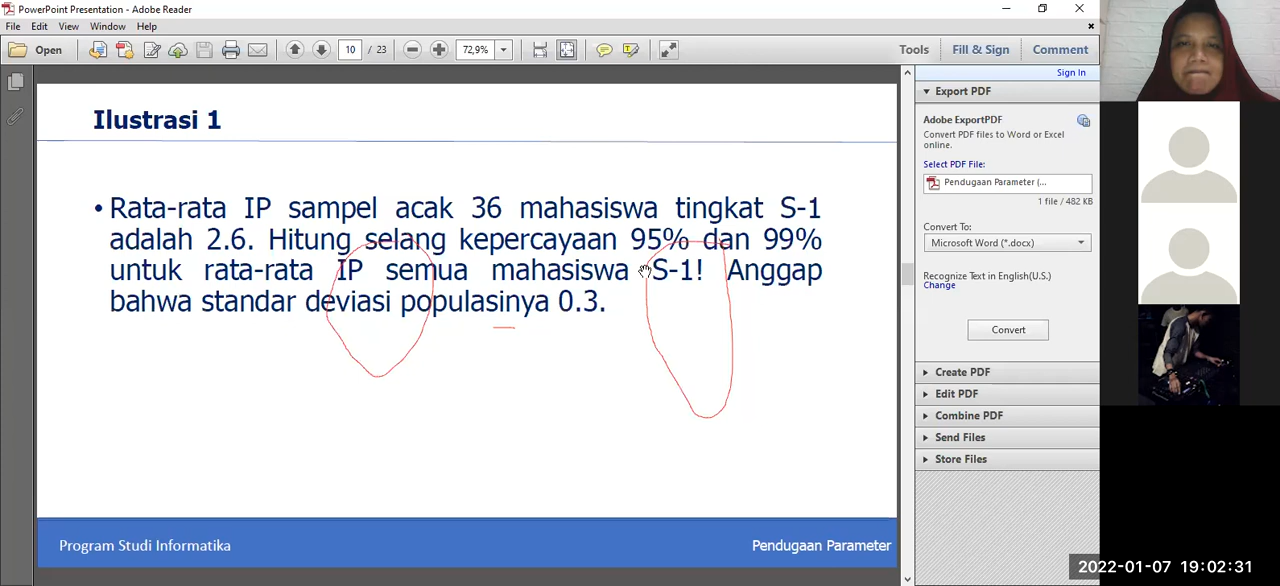 PowerPoint Presentation - Adobe Reader
File Edit View Window Help
Open 10 / 23 72,9% Tools Fill & Sign Comment
Sign In
Export PDF
Adobe ExportPDF
Convert PDF files to Word or Excel
online.
Select PDF File:
Pendugaan Parameter (...
1 file / 482 KB
Convert To:
Microsoft Word (*.docx)
Recognize Text in English(U.S.)
Change
Convert
Create PDF
Edit PDF
Combine PDF
Send Files
Store Files
Ilustrasi 1
• Rata-rata IP sampel acak 36 mahasiswa tingkat S-1
adalah 2.6. Hitung selang kepercayaan 95% dan 99%
untuk rata-rata IP semua mahasiswa S-1! Anggap
bahwa standar deviasi populasinya 0.3.
Program Studi Informatika Pendugaan Parameter
2022-01-07 19:02:31